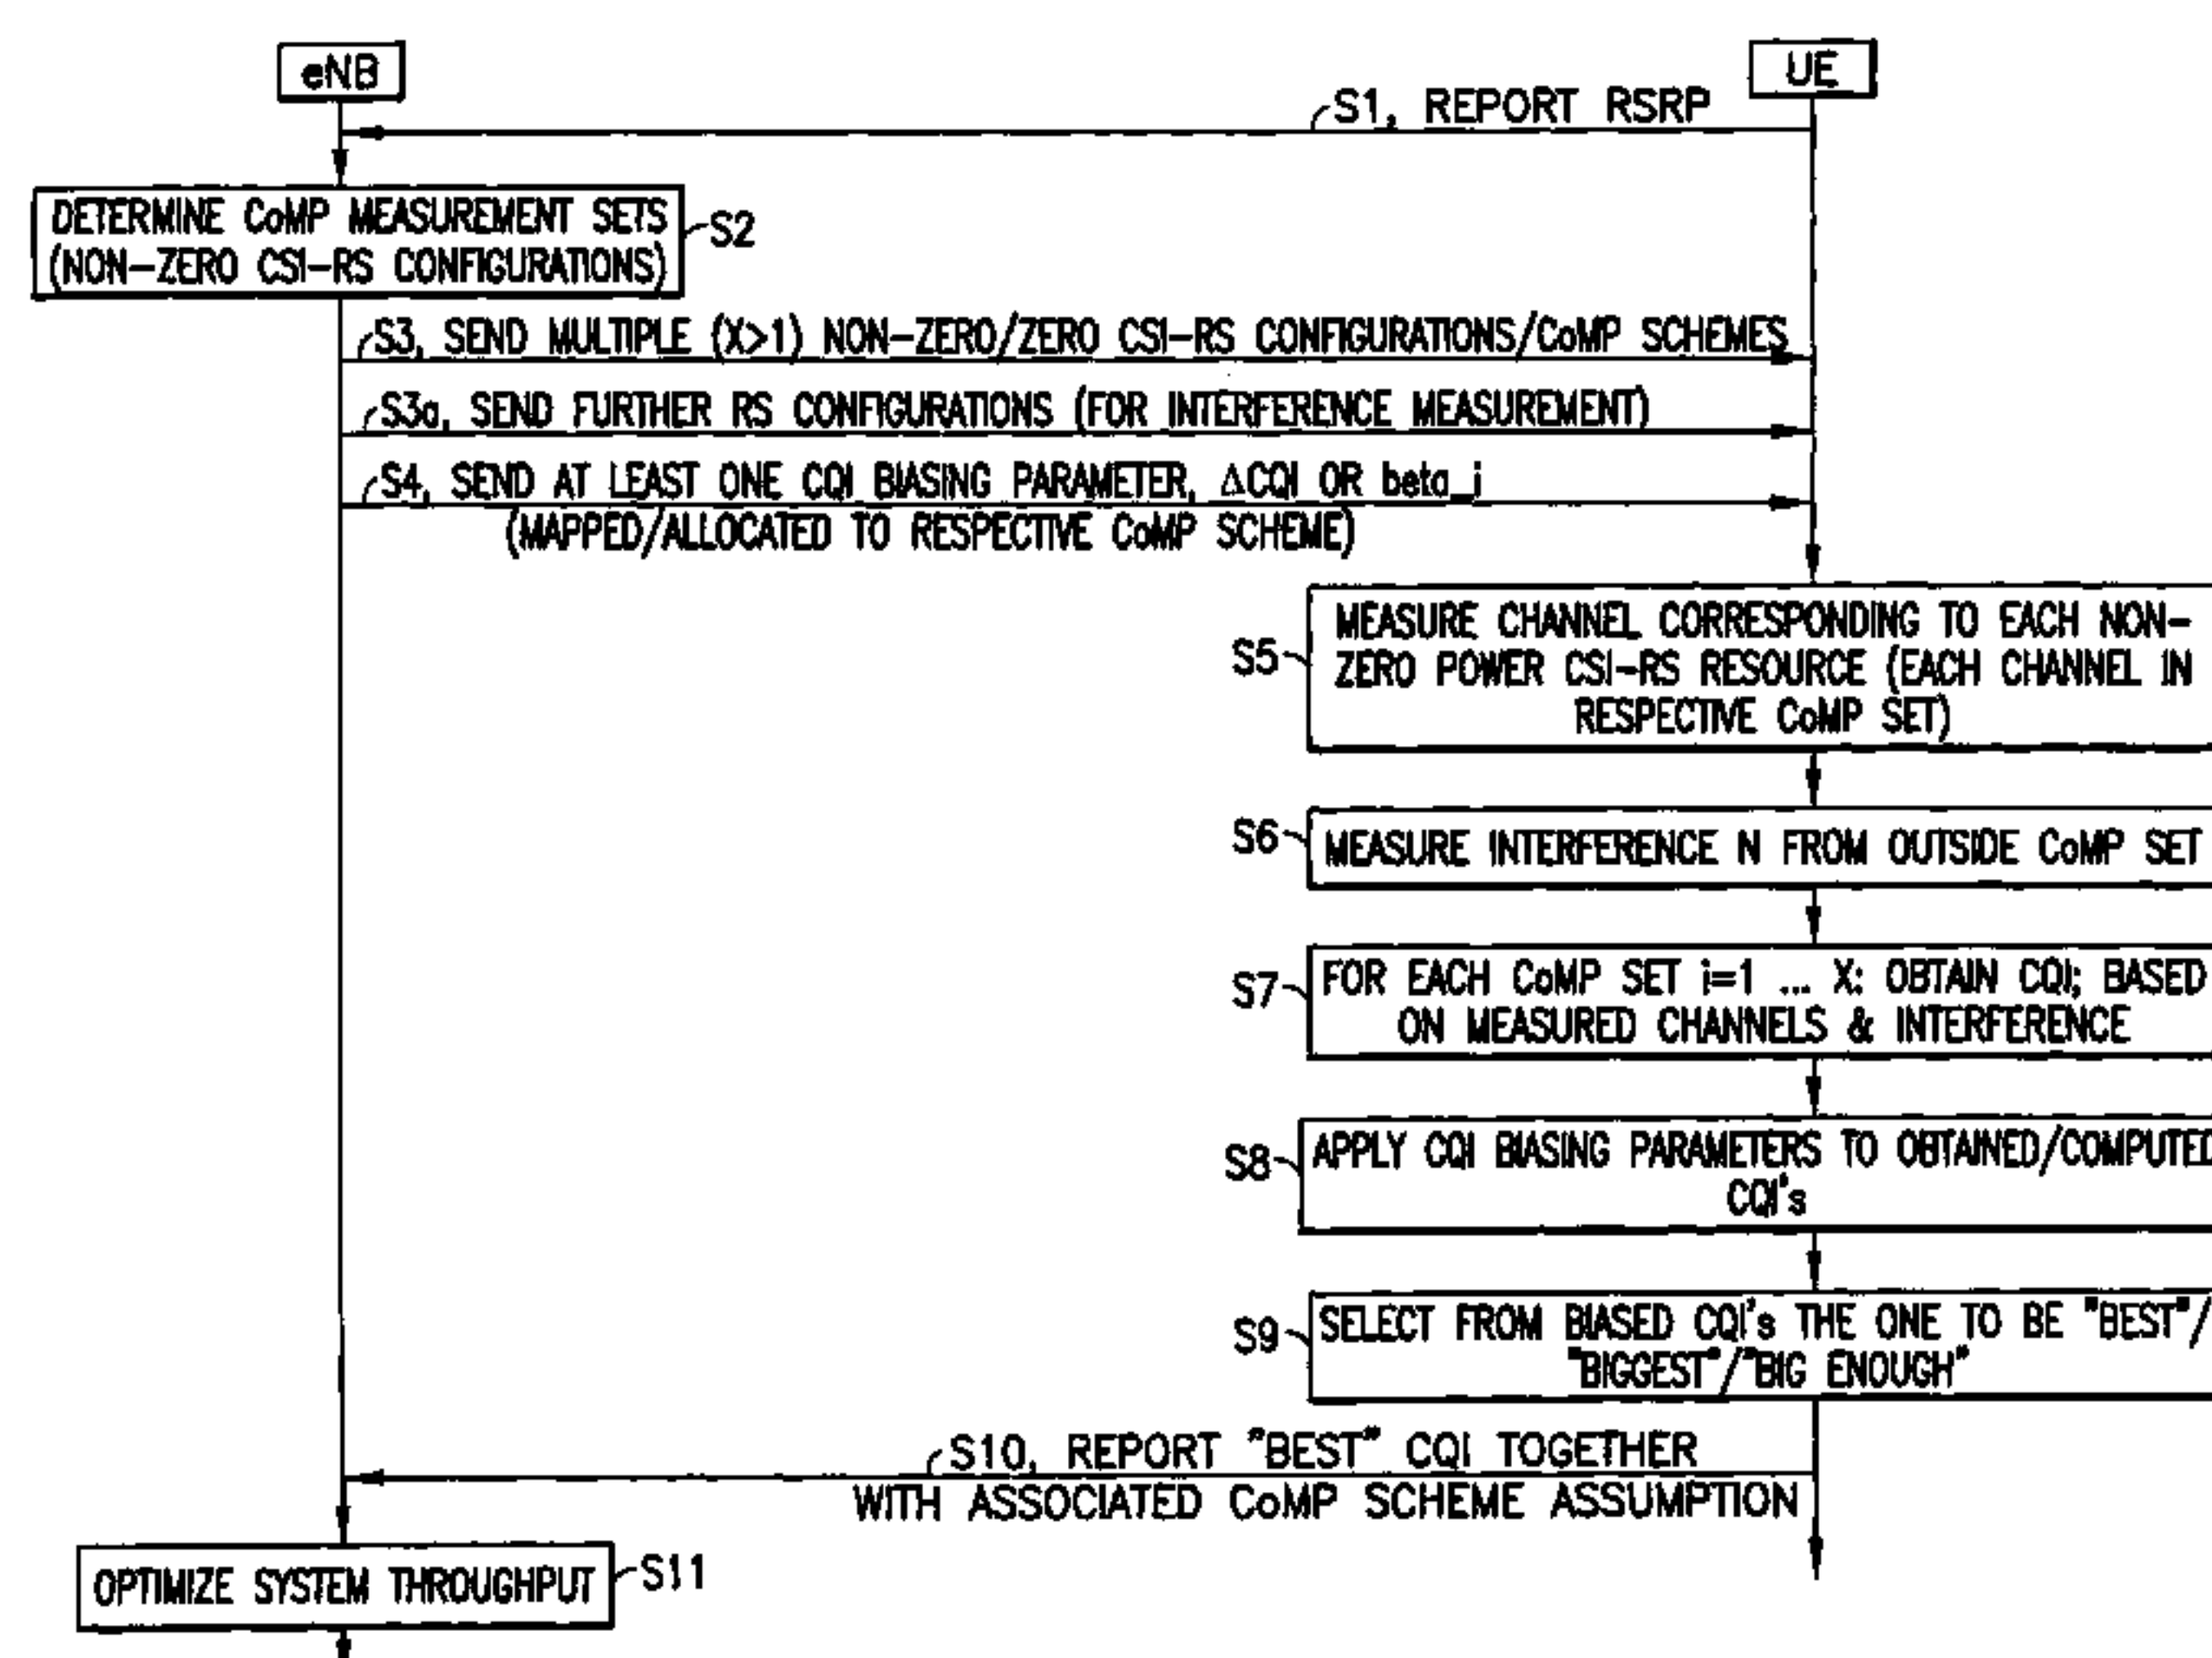 eNB
UE
S1, REPORT RSRP
DETERMINE CoMP MEASUREMENT SETS
(NON-ZERO CSI-RS CONFIGURATIONS)
S2
S3, SEND MULTIPLE (X>1) NON-ZERO/ZERO CSI-RS CONFIGURATIONS/CoMP SCHEMES
S3a, SEND FURTHER RS CONFIGURATIONS (FOR INTERFERENCE MEASUREMENT)
S4, SEND AT LEAST ONE CQI BIASING PARAMETER, ΔCQI OR beta_i
(MAPPED/ALLOCATED TO RESPECTIVE CoMP SCHEME)
S5
MEASURE CHANNEL CORRESPONDING TO EACH NON-
ZERO POWER CSI-RS RESOURCE (EACH CHANNEL IN
RESPECTIVE CoMP SET)
S6
MEASURE INTERFERENCE N FROM OUTSIDE CoMP SET
S7
FOR EACH CoMP SET i=1 ... X: OBTAIN CQI; BASED
ON MEASURED CHANNELS & INTERFERENCE
S8
APPLY CQI BIASING PARAMETERS TO OBTAINED/COMPUTED
CQI's
S9
SELECT FROM BIASED CQI's THE ONE TO BE "BEST"/
"BIGGEST"/"BIG ENOUGH"
S10, REPORT "BEST" CQI TOGETHER
WITH ASSOCIATED CoMP SCHEME ASSUMPTION
OPTIMIZE SYSTEM THROUGHPUT
S11